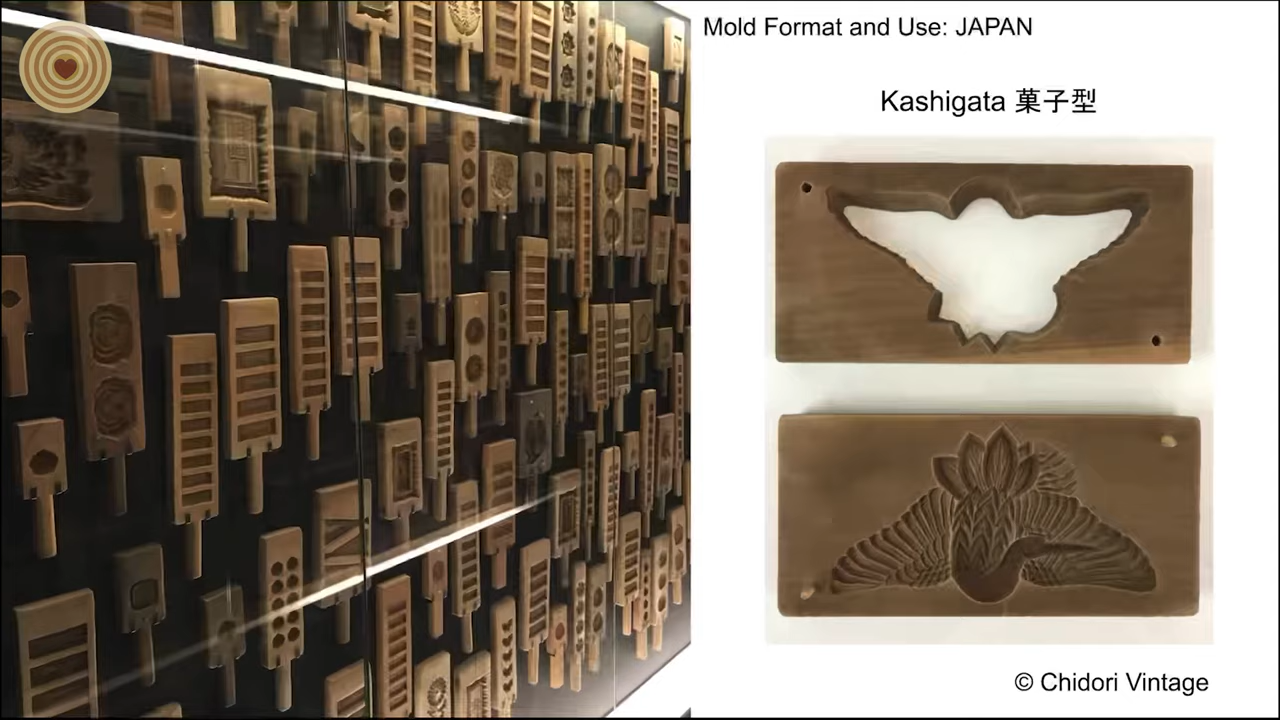 Mold Format and Use: JAPAN
Kashigata 菓子型
© Chidori Vintage